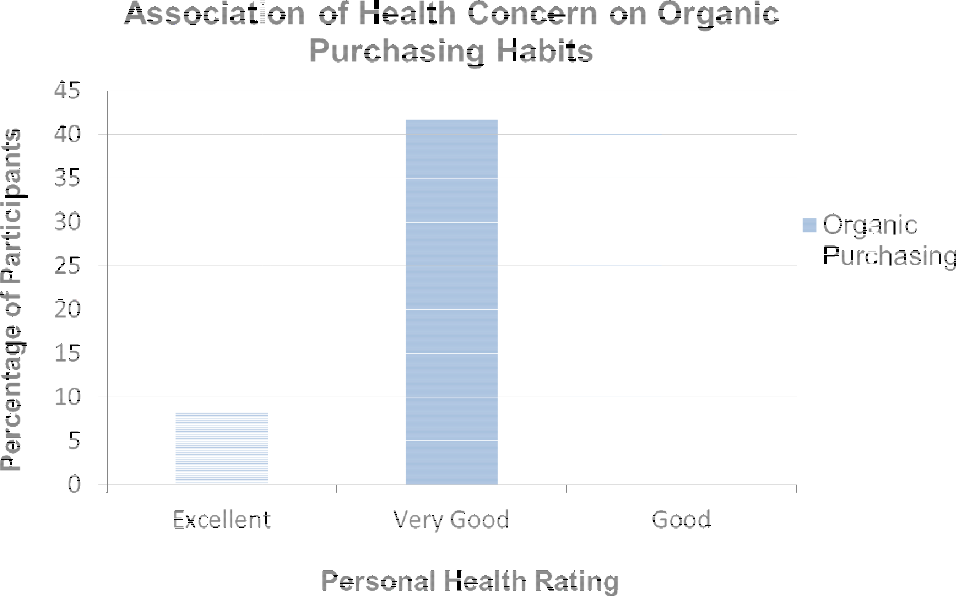 Association of Health Concern on Organic
Purchasing Habits
45
40
35
30
25
20
15
10
5
0
Percentage of Participants
Excellent
Very Good
Good
Personal Health Rating
Organic
Purchasing